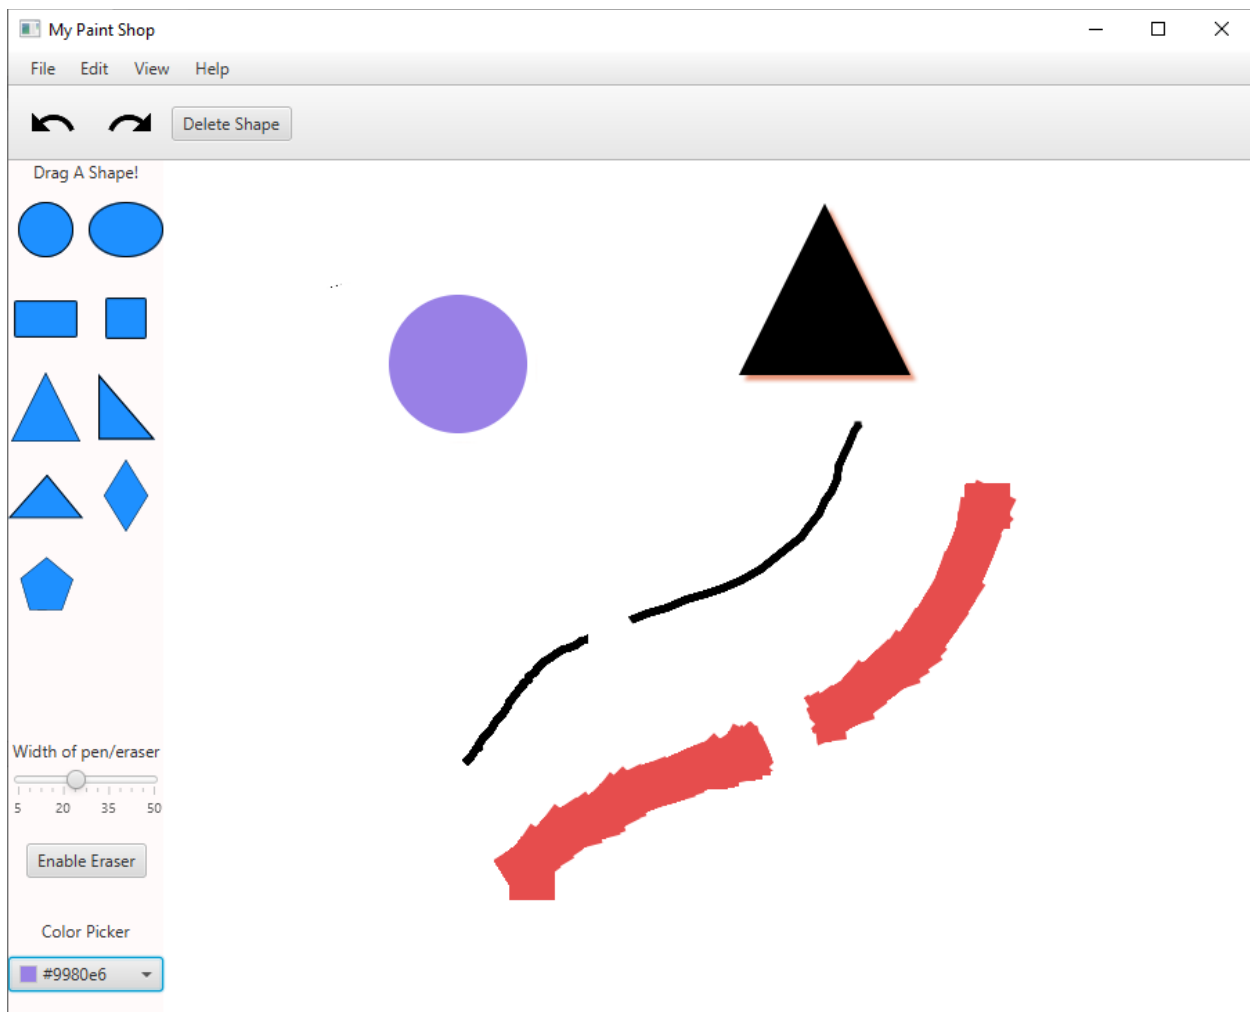 My Paint Shop
File Edit View Help
Delete Shape
Drag A Shape!
Width of pen/eraser
5 20 35 50
Enable Eraser
Color Picker
#9980e6